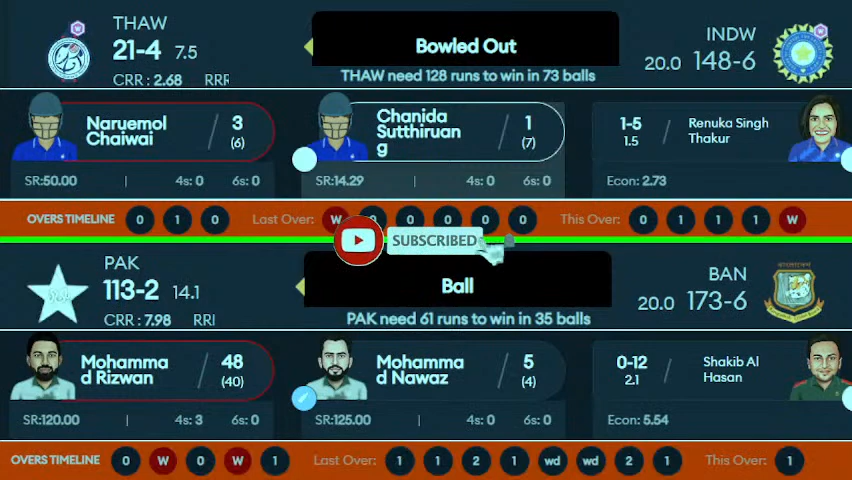 THAW
21-4 7.5
CRR : 2.68 RRR
Bowled Out
THAW need 128 runs to win in 73 balls
INDW
20.0 148-6
Naruemol
Chaiwai
3
(6)
SR:50.00 | 4s: 0 6s: 0
Chanida
Sutthiruan
g
1
(7)
SR:14.29 | 4s: 0 6s: 0
1-5
1.5
Renuka Singh
Thakur
Econ: 2.73
OVERS TIMELINE 0 1 0 Last Over: W 0 0 0 0 0 This Over: 0 1 1 1 W
SUBSCRIBED
PAK
113-2 14.1
CRR : 7.98
Ball
PAK need 61 runs to win in 35 balls
BAN
20.0 173-6
Mohamma
d Rizwan
48
(40)
SR:120.00 | 4s: 3 6s: 0
Mohamma
d Nawaz
5
(4)
SR:125.00 | 4s: 0 6s: 0
0-12
2.1
Shakib Al
Hasan
Econ: 5.54
OVERS TIMELINE 0 W 0 W 1 Last Over: 1 1 2 1 wd wd 2 1 This Over: 1